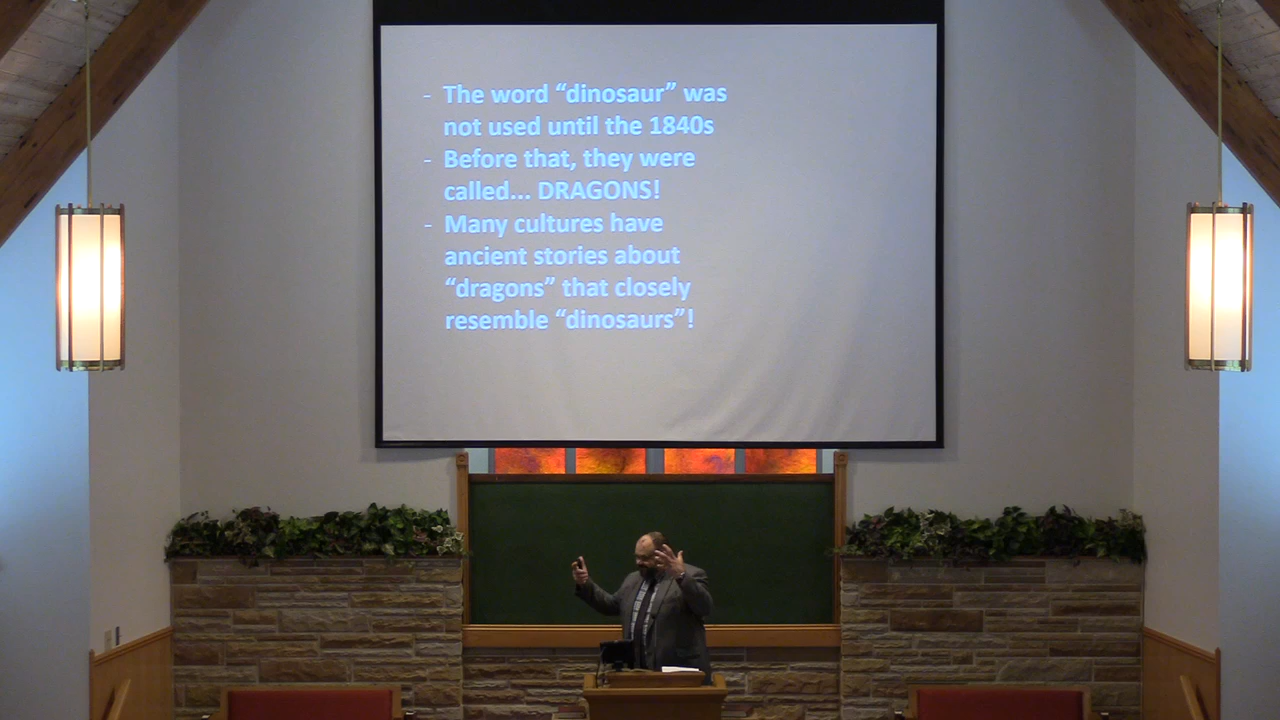 - The word “dinosaur” was
not used until the 1840s
- Before that, they were
called... DRAGONS!
- Many cultures have
ancient stories about
“dragons” that closely
resemble “dinosaurs”!